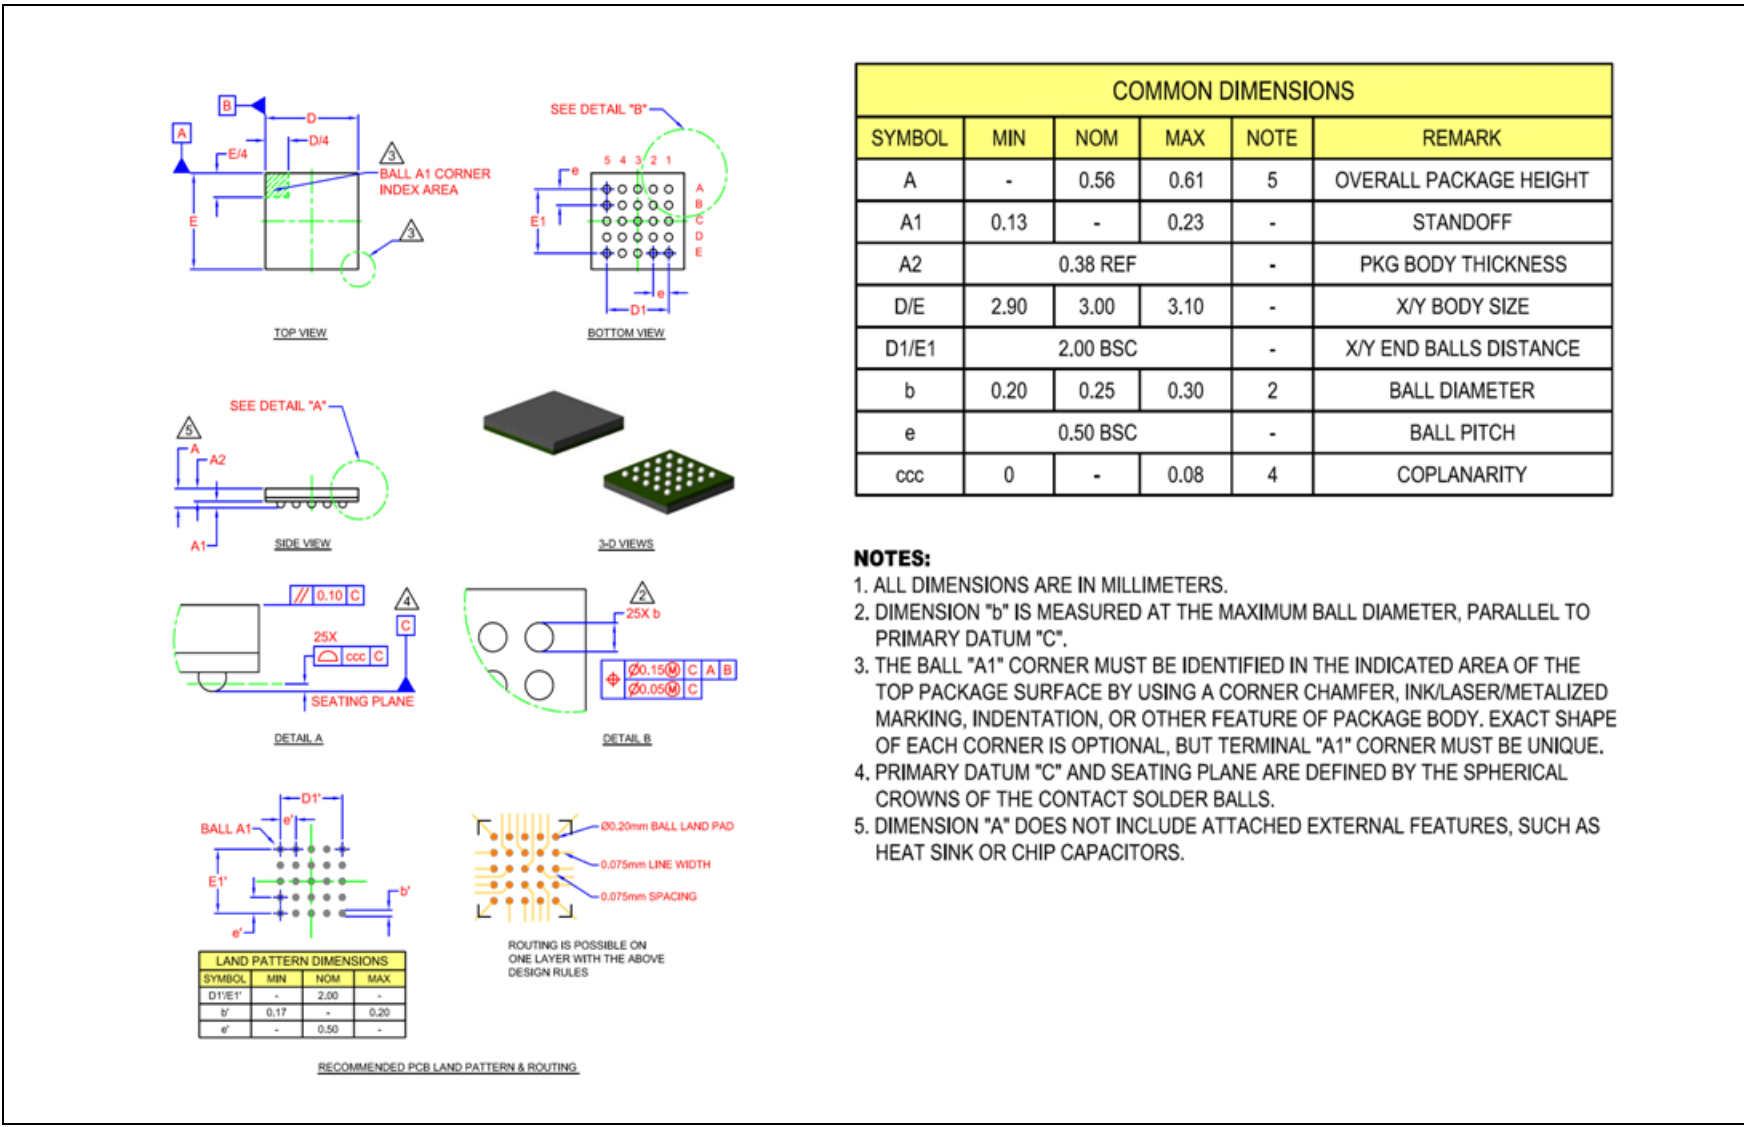 B
D
A
D/4
E/4
3
BALL A1 CORNER
INDEX AREA
E
3
TOP VIEW
SEE DETAIL "B"
5 4 3 2 1
e
A
B
E1
C
D
E
e
D1
BOTTOM VIEW
SEE DETAIL "A"
5
A
A2
A1
SIDE VIEW
3-D VIEWS
// 0.10 C
4
C
25X
ccc C
SEATING PLANE
DETAIL A
2
25X b
Ø0.15Ⓜ C A B
Ø0.05Ⓜ C
DETAIL B
D1'
e'
BALL A1
E1'
b'
e'
Ø0.20mm BALL LAND PAD
0.075mm LINE WIDTH
0.075mm SPACING
ROUTING IS POSSIBLE ON
ONE LAYER WITH THE ABOVE
DESIGN RULES
LAND PATTERN DIMENSIONS
SYMBOL MIN NOM MAX
D1'/E1' - 2.00 -
b' 0.17 - 0.20
e' - 0.50 -
RECOMMENDED PCB LAND PATTERN & ROUTING
COMMON DIMENSIONS
SYMBOL MIN NOM MAX NOTE REMARK
A - 0.56 0.61 5 OVERALL PACKAGE HEIGHT
A1 0.13 - 0.23 - STANDOFF
A2 0.38 REF - PKG BODY THICKNESS
D/E 2.90 3.00 3.10 - X/Y BODY SIZE
D1/E1 2.00 BSC - X/Y END BALLS DISTANCE
b 0.20 0.25 0.30 2 BALL DIAMETER
e 0.50 BSC - BALL PITCH
ccc 0 - 0.08 4 COPLANARITY
NOTES:
1. ALL DIMENSIONS ARE IN MILLIMETERS.
2. DIMENSION "b" IS MEASURED AT THE MAXIMUM BALL DIAMETER, PARALLEL TO
PRIMARY DATUM "C".
3. THE BALL "A1" CORNER MUST BE IDENTIFIED IN THE INDICATED AREA OF THE
TOP PACKAGE SURFACE BY USING A CORNER CHAMFER, INK/LASER/METALIZED
MARKING, INDENTATION, OR OTHER FEATURE OF PACKAGE BODY. EXACT SHAPE
OF EACH CORNER IS OPTIONAL, BUT TERMINAL "A1" CORNER MUST BE UNIQUE.
4. PRIMARY DATUM "C" AND SEATING PLANE ARE DEFINED BY THE SPHERICAL
CROWNS OF THE CONTACT SOLDER BALLS.
5. DIMENSION "A" DOES NOT INCLUDE ATTACHED EXTERNAL FEATURES, SUCH AS
HEAT SINK OR CHIP CAPACITORS.